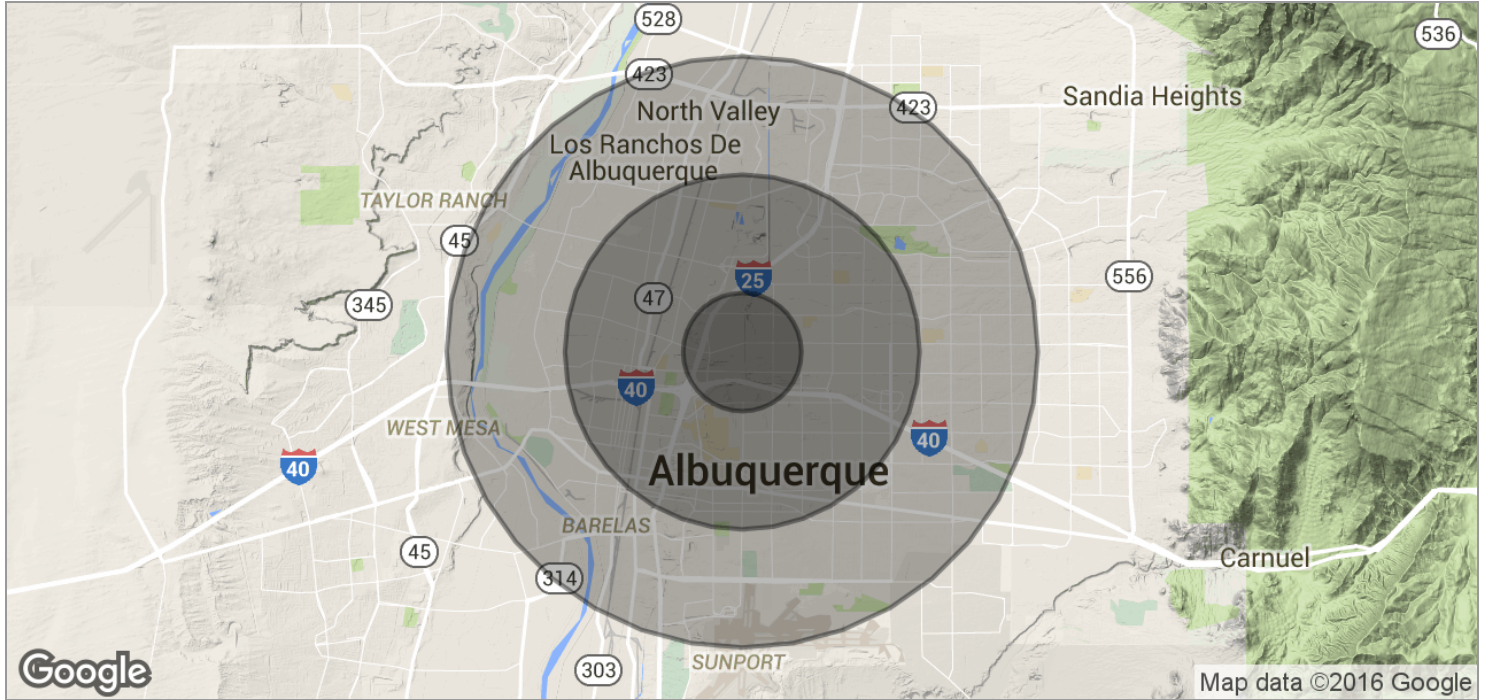 528
536
423
423
Sandia Heights
North Valley
Los Ranchos De
Albuquerque
TAYLOR RANCH
45
556
25
345
47
40
WEST MESA
40
40
Albuquerque
BARELAS
45
Carnuel
314
SUNPORT
303
Google
Map data ©2016 Google